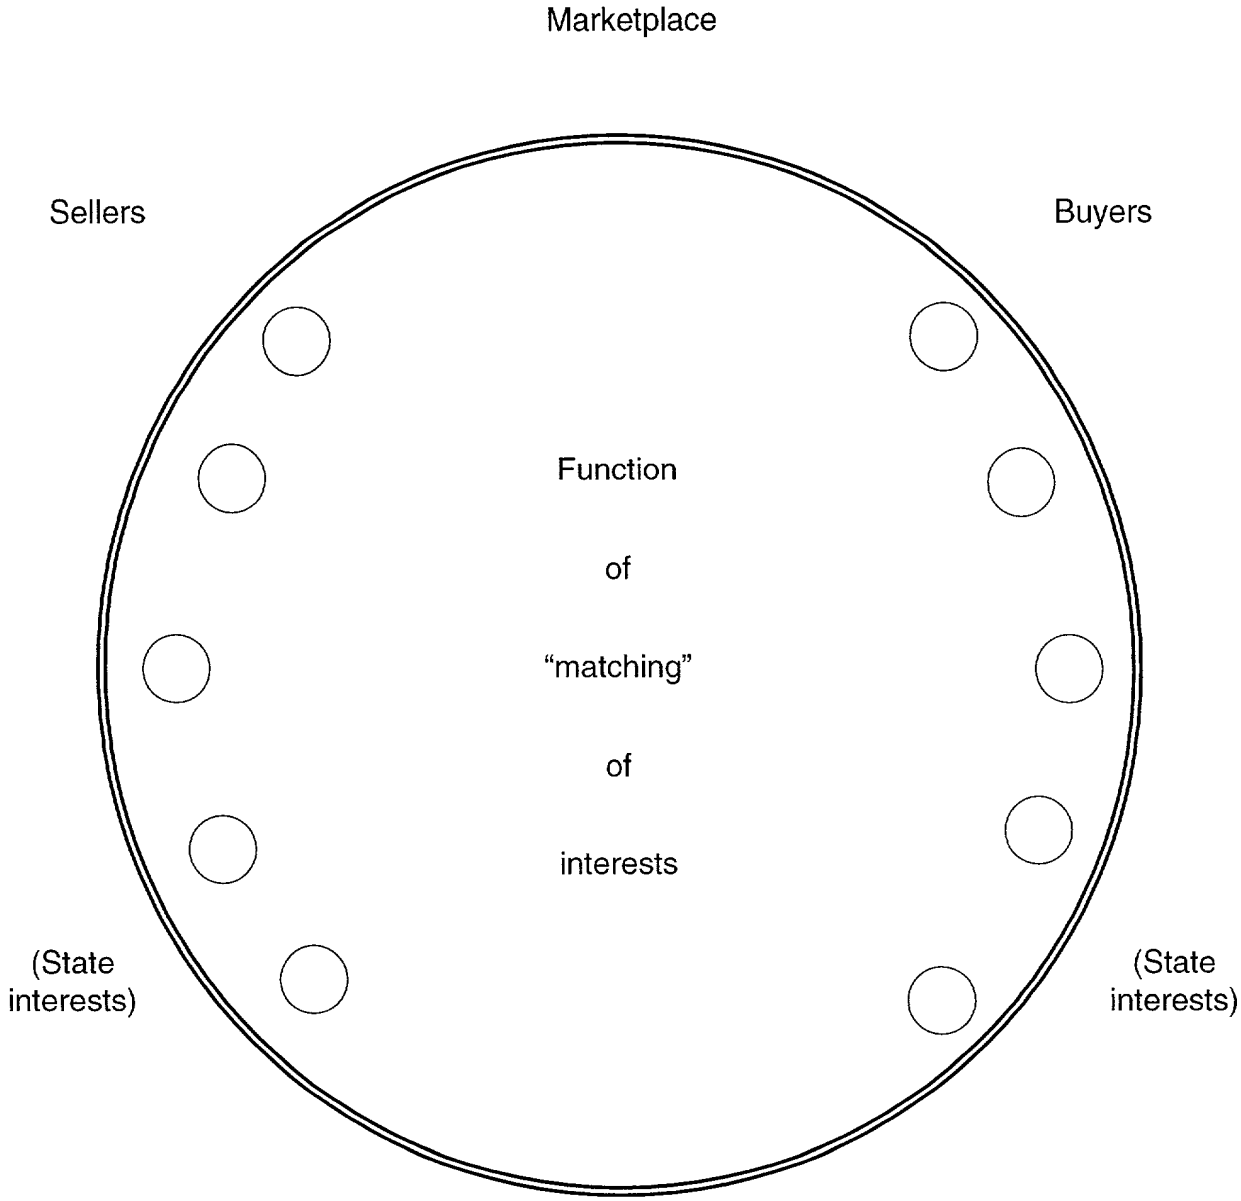 Marketplace
Sellers
Buyers
Function
of
“matching”
of
interests
(State
interests)
(State
interests)